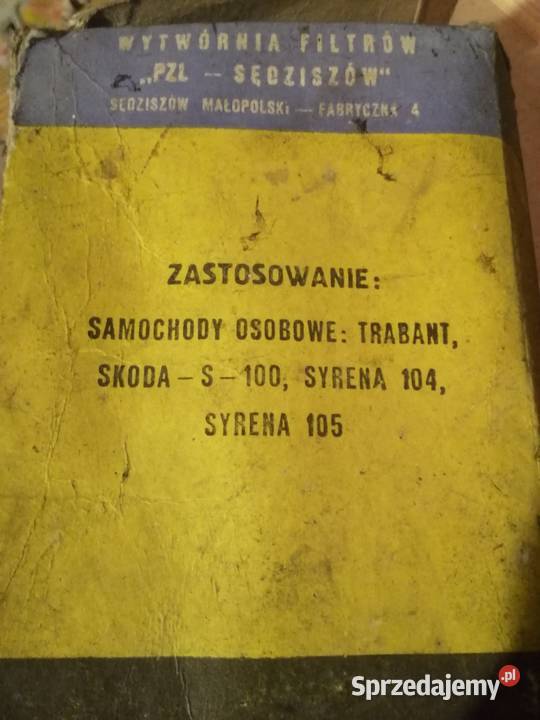 WYTWÓRNIA FILTRÓW
„PZL – SĘDZISZÓW"
SĘDZISZÓW MAŁOPOLSKI – FABRYCZNA 4
ZASTOSOWANIE:
SAMOCHODY OSOBOWE: TRABANT,
SKODA – S – 100, SYRENA 104,
SYRENA 105
Sprzedajemy.pl